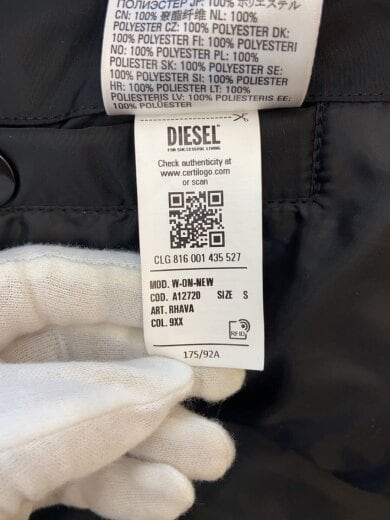 ПОЛИЭСТЕР JP: 100% ポリエステル
CN: 100% 聚酯纤维 NL: 100%
POLYESTER CZ: 100% POLYESTER DK:
100% POLYESTER FI: 100% POLYESTERI
NO: 100% POLYESTER PL: 100%
POLIESTER SK: 100% POLYESTER SE:
100% POLYESTER SI: 100% POLIESTER
HR: 100% POLIESTER LT: 100%
POLIESTERIS LV: 100% POLIESTERS EE:
100% POLÜESTER
DIESEL
FOR SUCCESSFUL LIVING
Check authenticity at
www.certilogo.com
or scan
CLG 816 001 435 527
MOD. W-ON-NEW
COD. A12720 SIZE S
ART. RHAVA
COL. 9XX
RFID
175/92A